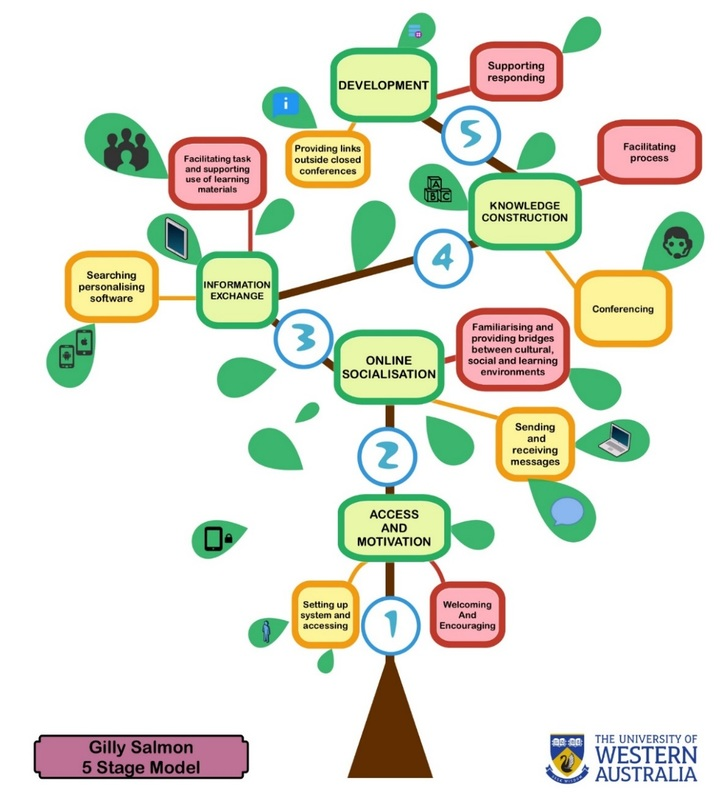 DEVELOPMENT
Supporting
responding
5
i
Providing links
outside closed
conferences
Facilitating
process
Facilitating task
and supporting
use of learning
materials
A
B C
KNOWLEDGE
CONSTRUCTION
4
Searching
personalising
software
INFORMATION
EXCHANGE
Conferencing
3
ONLINE
SOCIALISATION
Familiarising and
providing bridges
between cultural,
social and learning
environments
Sending
and
receiving
messages
2
ACCESS
AND
MOTIVATION
Setting up
system and
accessing
1
Welcoming
And
Encouraging
Gilly Salmon
5 Stage Model
THE UNIVERSITY OF
WESTERN
AUSTRALIA